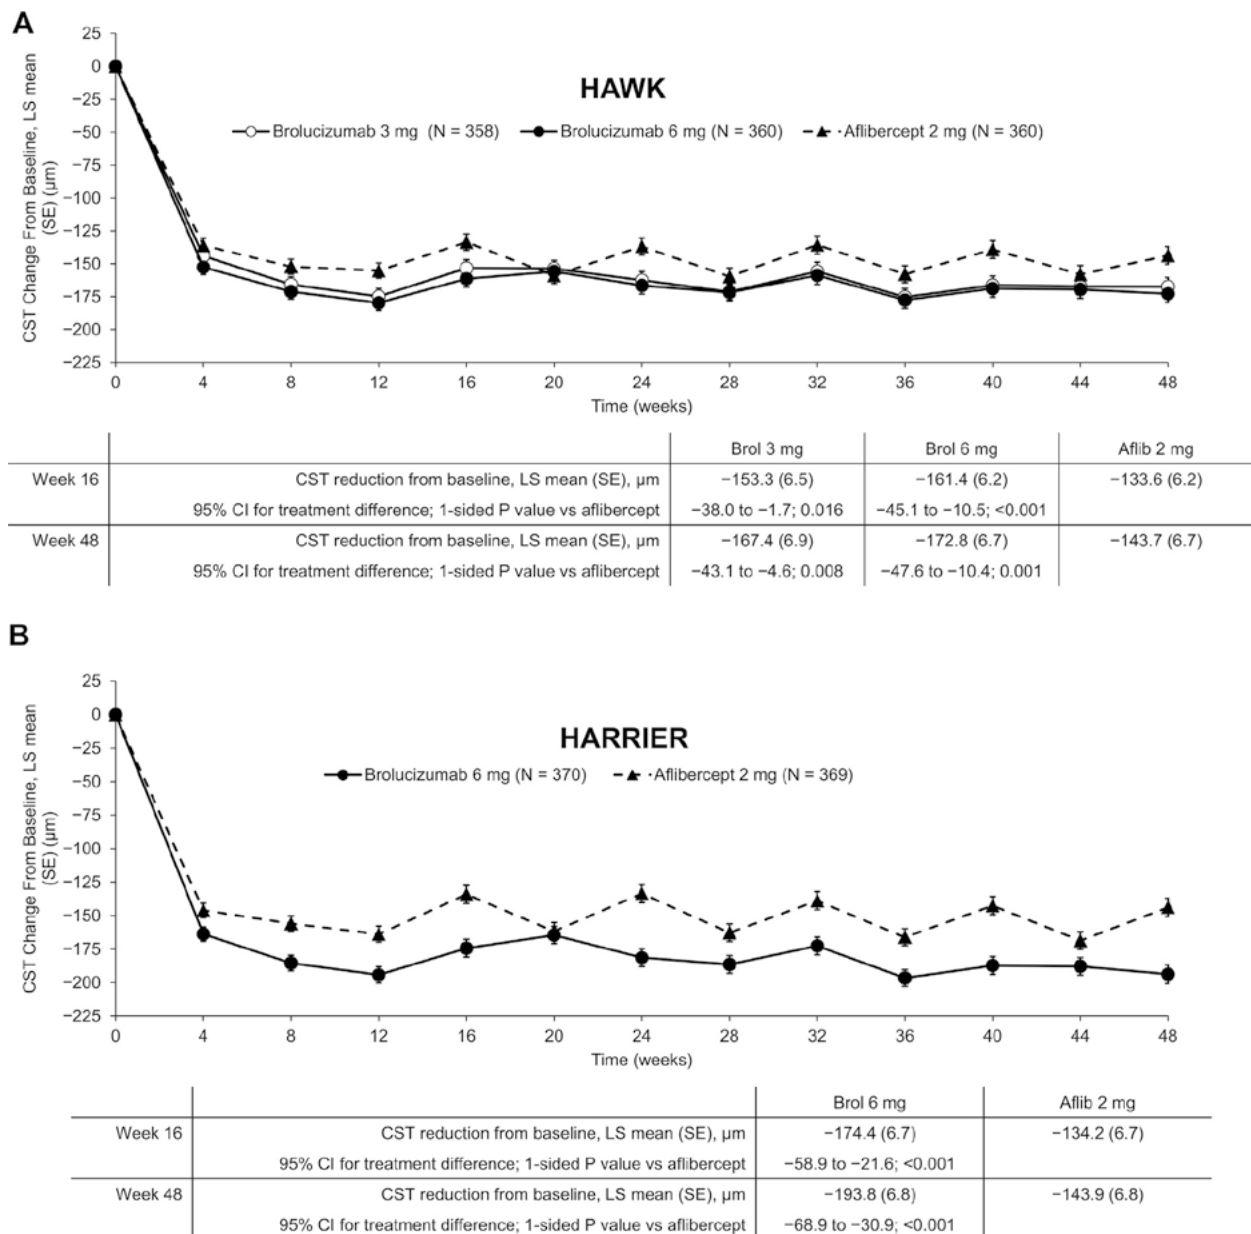 A
HAWK
Brolucizumab 3 mg (N = 358) Brolucizumab 6 mg (N = 360) Aflibercept 2 mg (N = 360)
CST Change From Baseline, LS mean
(SE) (μm)
25
0
−25
−50
−75
−100
−125
−150
−175
−200
−225
0 4 8 12 16 20 24 28 32 36 40 44 48
Time (weeks)
Brol 3 mg Brol 6 mg Aflib 2 mg
Week 16 CST reduction from baseline, LS mean (SE), μm −153.3 (6.5) −161.4 (6.2) −133.6 (6.2)
95% CI for treatment difference; 1-sided P value vs aflibercept −38.0 to −1.7; 0.016 −45.1 to −10.5; <0.001
Week 48 CST reduction from baseline, LS mean (SE), μm −167.4 (6.9) −172.8 (6.7) −143.7 (6.7)
95% CI for treatment difference; 1-sided P value vs aflibercept −43.1 to −4.6; 0.008 −47.6 to −10.4; 0.001
B
HARRIER
Brolucizumab 6 mg (N = 370) Aflibercept 2 mg (N = 369)
CST Change From Baseline, LS mean
(SE) (μm)
25
0
−25
−50
−75
−100
−125
−150
−175
−200
−225
0 4 8 12 16 20 24 28 32 36 40 44 48
Time (weeks)
Brol 6 mg Aflib 2 mg
Week 16 CST reduction from baseline, LS mean (SE), μm −174.4 (6.7) −134.2 (6.7)
95% CI for treatment difference; 1-sided P value vs aflibercept −58.9 to −21.6; <0.001
Week 48 CST reduction from baseline, LS mean (SE), μm −193.8 (6.8) −143.9 (6.8)
95% CI for treatment difference; 1-sided P value vs aflibercept −68.9 to −30.9; <0.001